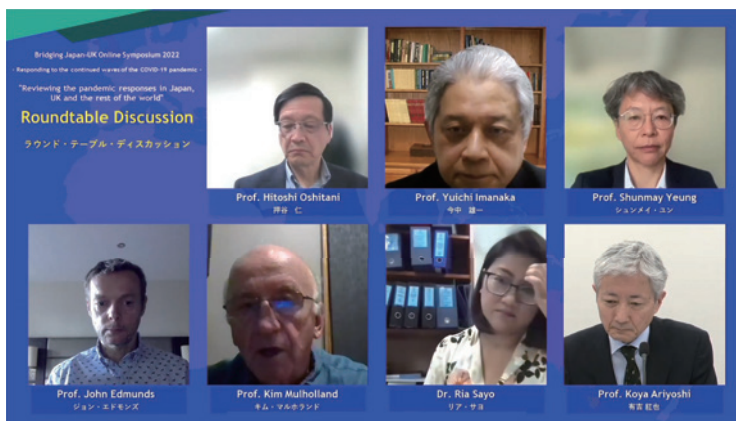 Bridging Japan-UK Online Symposium 2022
- Responding to the continued waves of the COVID-19 pandemic -
"Reviewing the pandemic responses in Japan,
UK and the rest of the world"
Roundtable Discussion
ラウンド・テーブル・ディスカッション
Prof. Hitoshi Oshitani
押谷 仁
Prof. Yuichi Imanaka
今中 雄一
Prof. Shunmay Yeung
シュンメイ・ユン
Prof. John Edmunds
ジョン・エドモンズ
Prof. Kim Mulholland
キム・マルホランド
Dr. Ria Sayo
リア・サヨ
Prof. Koya Ariyoshi
有吉 紅也